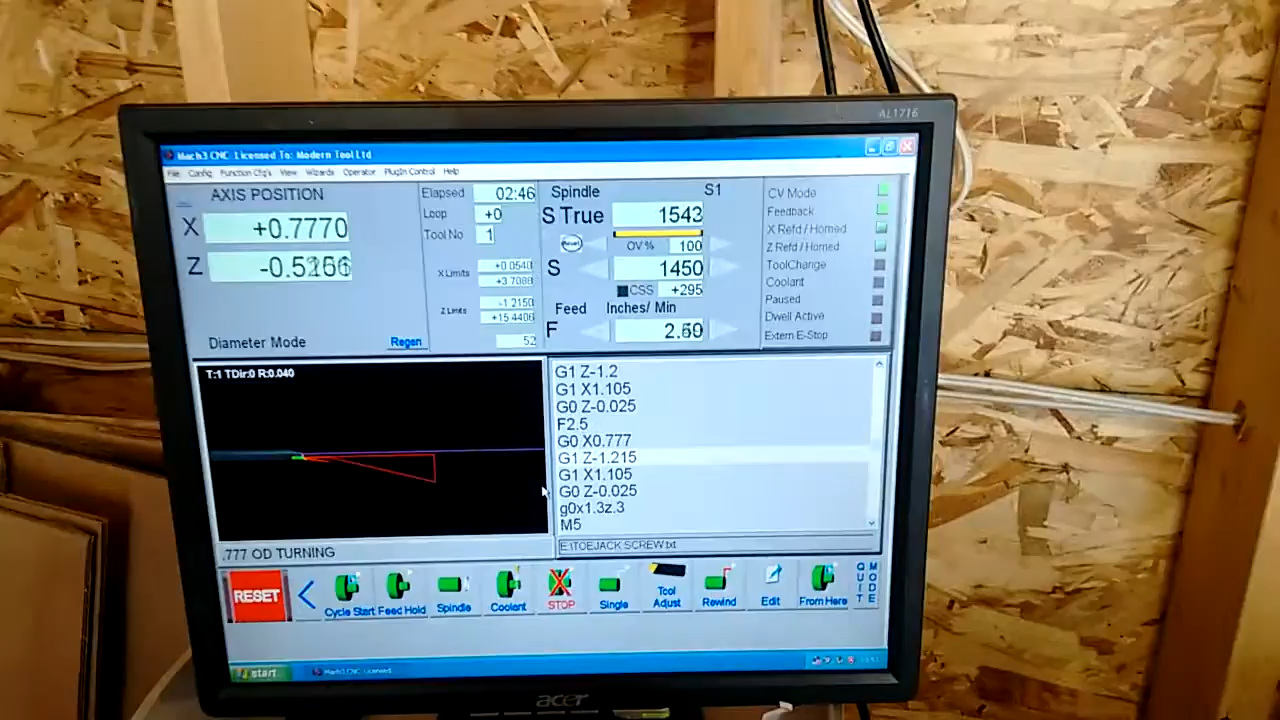 AL1716
Mach3 CNC Licensed To: Modern Tool Ltd
File Config Function Cfg's View Wizards Operator PlugIn Control Help
AXIS POSITION
X +0.7770
Z
Diameter Mode
Regen
Elapsed 02:46
Loop +0
Tool No 1
X Limits +0.0540
+3.7088
Z Limits -1.2150
+15.4406
52
Spindle S1
S True 1543
Reset
OV% 100
S 1450
CSS +295
Feed Inches/ Min
F
CV Mode
Feedback
X Refd / Homed
Z Refd / Homed
ToolChange
Coolant
Paused
Dwell Active
Extern E-Stop
T:1 TDir:0 R:0.040
G1 Z-1.2
G1 X1.105
G0 Z-0.025
F2.5
G0 X0.777
G1 Z-1.215
G1 X1.105
G0 Z-0.025
g0x1.3z.3
M5
.777 OD TURNING
E:\TOEJACK SCREW.txt
RESET
Cycle Start
Feed Hold
Spindle
Coolant
STOP
Single
Tool
Adjust
Rewind
Edit
From Here
QUIT
MODE
start
Mach3 CNC Licensed
acer